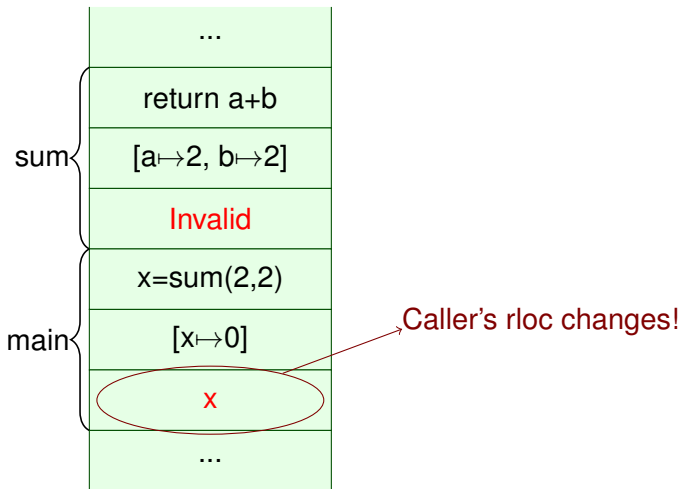 ...
return a+b
sum
[a↦2, b↦2]
Invalid
x=sum(2,2)
Caller's rloc changes!
main
[x↦0]
x
...